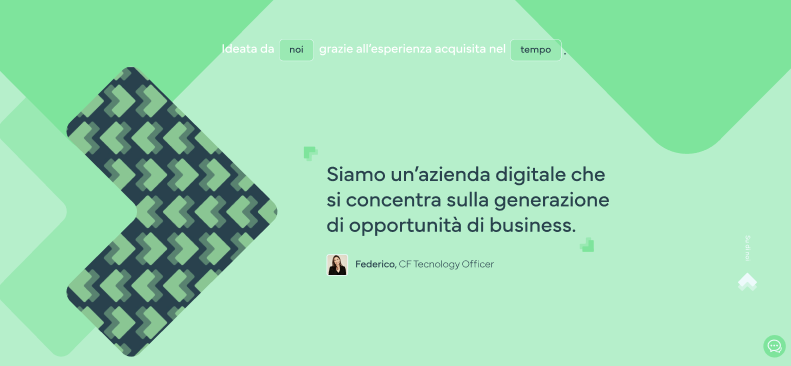 Ideata da noi grazie all'esperienza acquisita nel tempo.
Siamo un'azienda digitale che
si concentra sulla generazione
di opportunità di business.
Federico, CF Tecnology Officer